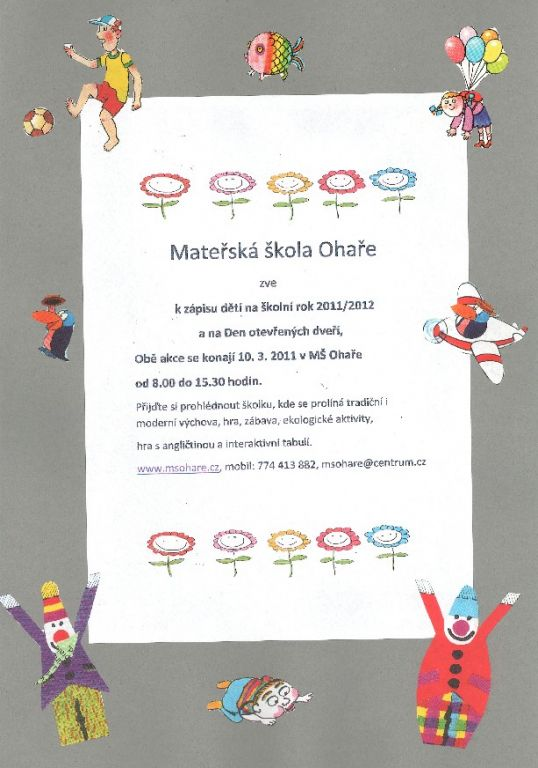 Mateřská škola Ohaře
zve
k zápisu dětí na školní rok 2011/2012
a na Den otevřených dveří,
Obě akce se konají 10. 3. 2011 v MŠ Ohaře
od 8.00 do 15.30 hodin.
Přijďte si prohlédnout školku, kde se prolíná tradiční i
moderní výchova, hra, zábava, ekologické aktivity,
hra s angličtinou a interaktivní tabulí.
www.msohare.cz, mobil: 774 413 882, msohare@centrum.cz